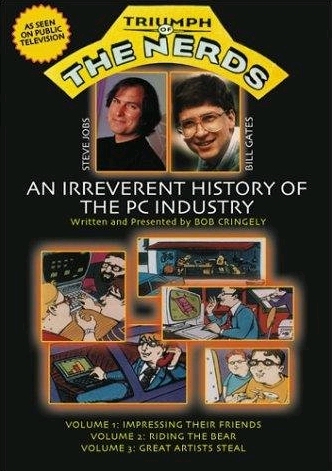 AS SEEN
ON PUBLIC
TELEVISION
TRIUMPH
OF
THE NERDS
STEVE JOBS
BILL GATES
AN IRREVERENT HISTORY OF
THE PC INDUSTRY
Written and Presented by BOB CRINGELY
VOLUME 1: IMPRESSING THEIR FRIENDS
VOLUME 2: RIDING THE BEAR
VOLUME 3: GREAT ARTISTS STEAL